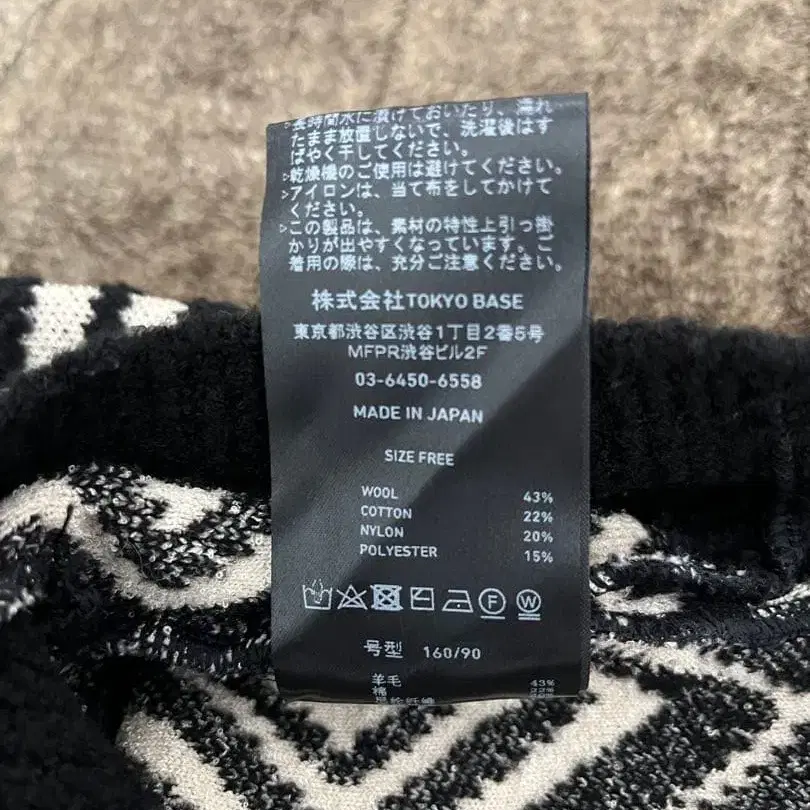 ▷長時間水に漬けておいたり、濡れ
たまま放置しないで、洗濯後はす
ばやく干してください。
▷乾燥機のご使用は避けてください。
▷アイロンは、当て布をしてかけて
ください。
▷この製品は、素材の特性上引っ掛
かりが出やすくなっています。ご
着用の際は、充分ご注意ください。
株式会社TOKYO BASE
東京都渋谷区渋谷1丁目2番5号
MFPR渋谷ビル2F
03-6450-6558
MADE IN JAPAN
SIZE FREE
WOOL 43%
COTTON 22%
NYLON 20%
POLYESTER 15%
号型 160/90
羊毛 43%
棉 22%